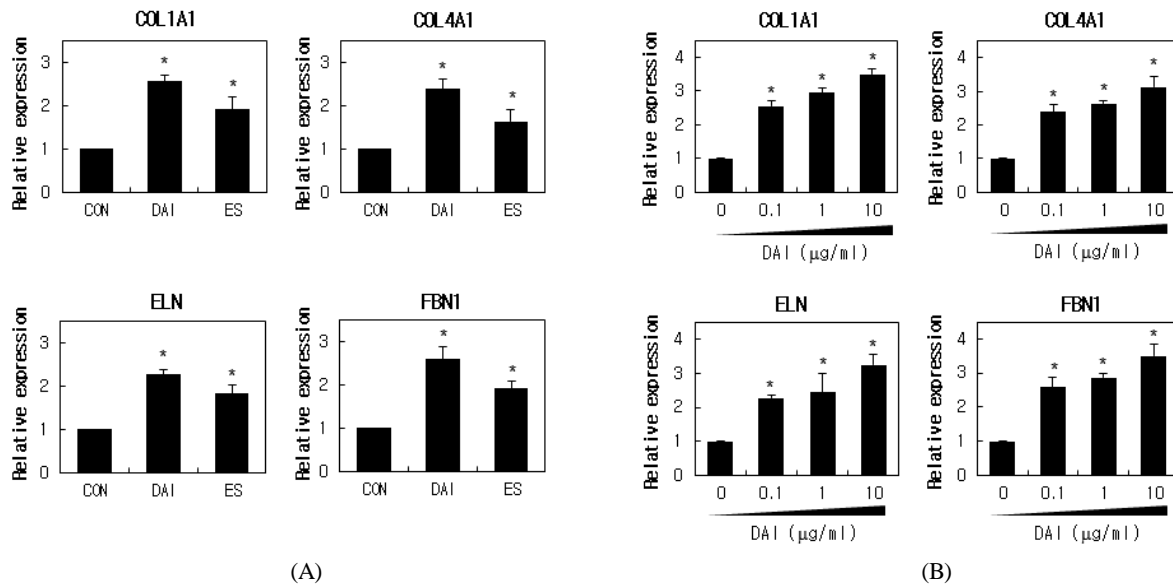 COL1A1
Relative expression
3
2
1
0
*
*
CON DAI ES
COL4A1
Relative expression
3
2
1
0
*
*
CON DAI ES
ELN
Relative expression
3
2
1
0
*
*
CON DAI ES
FBN1
Relative expression
3
2
1
0
*
*
CON DAI ES
(A)
COL1A1
Relative expression
4
3
2
1
0
*
*
*
0 0.1 1 10
DAI (μg/ml)
COL4A1
Relative expression
4
3
2
1
0
*
*
*
0 0.1 1 10
DAI (μg/ml)
ELN
Relative expression
4
3
2
1
0
*
*
*
0 0.1 1 10
DAI (μg/ml)
FBN1
Relative expression
4
3
2
1
0
*
*
*
0 0.1 1 10
DAI (μg/ml)
(B)